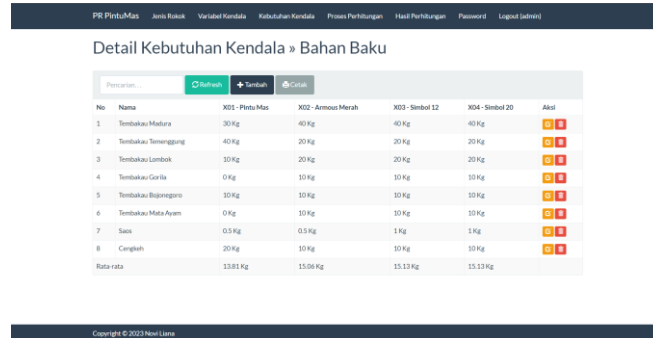 PR PintuMas Jenis Rokok Variabel Kendala Kebutuhan Kendala Proses Perhitungan Hasil Perhitungan Password Logout (admin)
Detail Kebutuhan Kendala » Bahan Baku
Pencarian... Refresh Tambah Cetak
No Nama X01 - Pintu Mas X02 - Armous Merah X03 - Simbol 12 X04 - Simbol 20 Aksi
1 Tembakau Madura 30 Kg 40 Kg 40 Kg 40 Kg
2 Tembakau Temenggung 40 Kg 20 Kg 20 Kg 20 Kg
3 Tembakau Lombok 10 Kg 20 Kg 20 Kg 20 Kg
4 Tembakau Gorila 0 Kg 10 Kg 10 Kg 10 Kg
5 Tembakau Bojonegoro 10 Kg 10 Kg 10 Kg 10 Kg
6 Tembakau Mata Ayam 0 Kg 10 Kg 10 Kg 10 Kg
7 Saos 0.5 Kg 0.5 Kg 1 Kg 1 Kg
8 Cengkeh 20 Kg 10 Kg 10 Kg 10 Kg
Rata-rata 13.81 Kg 15.06 Kg 15.13 Kg 15.13 Kg
Copyright © 2023 Novi Liana